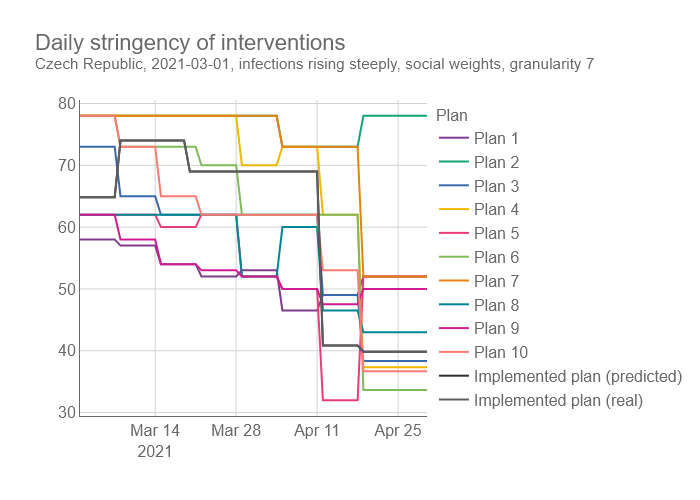 Daily stringency of interventions
Czech Republic, 2021-03-01, infections rising steeply, social weights, granularity 7
80
70
60
50
40
30
Mar 14
2021
Mar 28
Apr 11
Apr 25
Plan
Plan 1
Plan 2
Plan 3
Plan 4
Plan 5
Plan 6
Plan 7
Plan 8
Plan 9
Plan 10
Implemented plan (predicted)
Implemented plan (real)